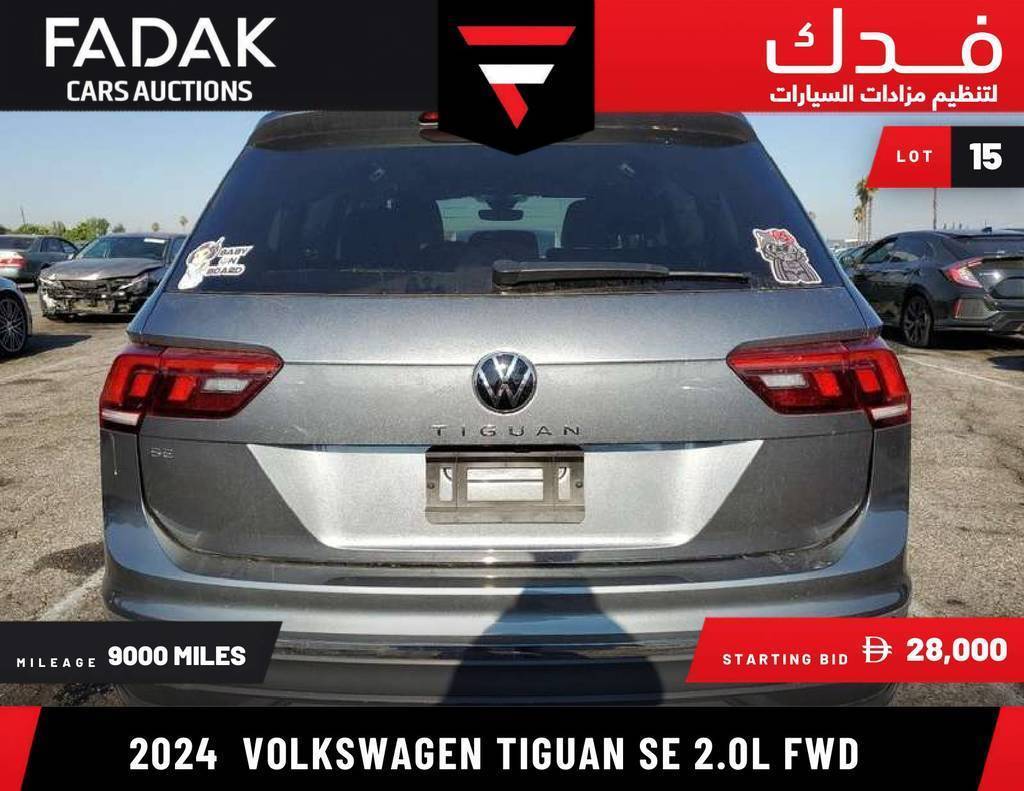 FADAK
CARS AUCTIONS
فدك
لتنظيم مزادات السيارات
LOT 15
BABY
ON
BOARD
TIGUAN
SE
MILEAGE 9000 MILES
STARTING BID 28,000
2024 VOLKSWAGEN TIGUAN SE 2.0L FWD